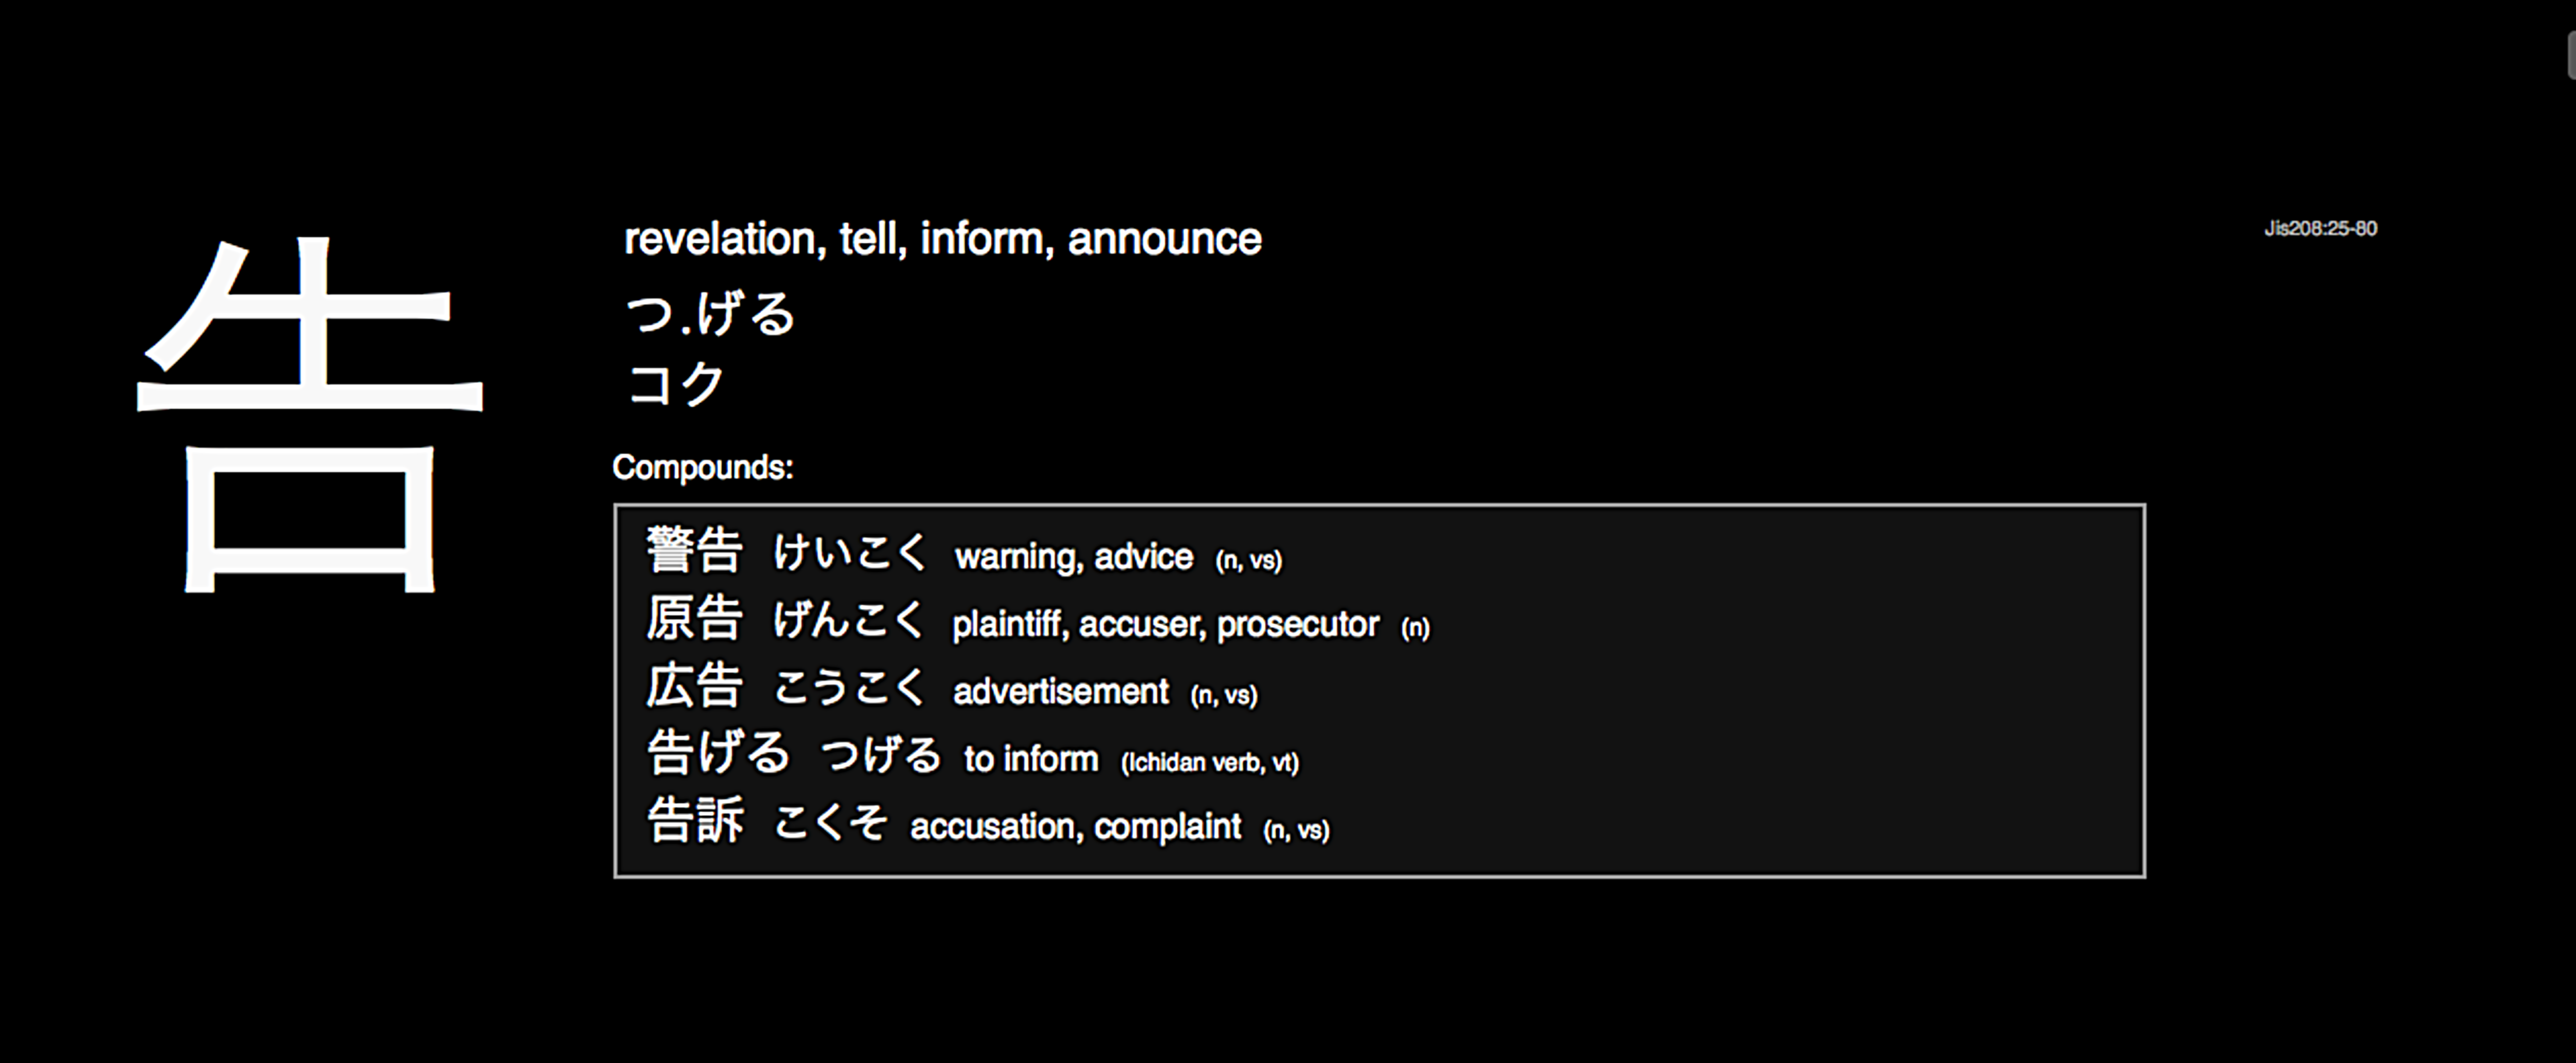 告
revelation, tell, inform, announce
Jis208:25-80
つ.げる
コク
Compounds:
警告 けいこく warning, advice (n, vs)
原告 げんこく plaintiff, accuser, prosecutor (n)
広告 こうこく advertisement (n, vs)
告げる つげる to inform (Ichidan verb, vt)
告訴 こくそ accusation, complaint (n, vs)